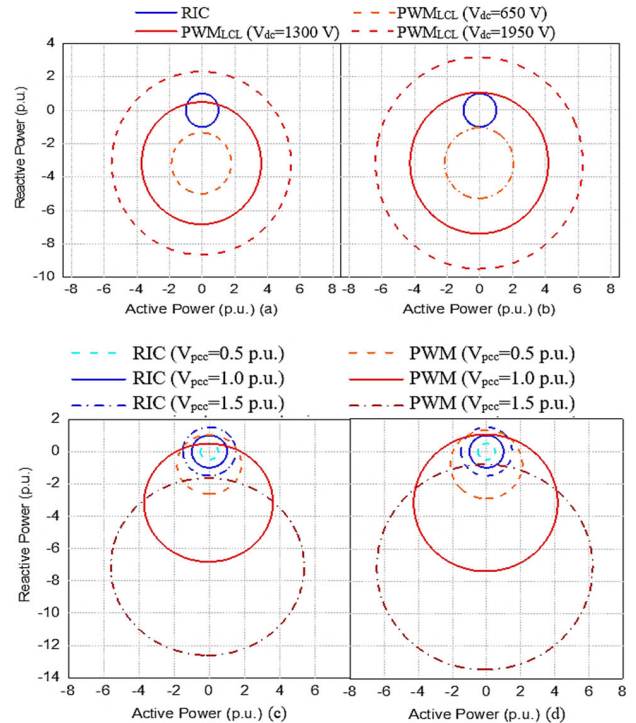 RIC PWMLCL (Vdc=650 V)
PWMLCL (Vdc=1300 V) PWMLCL (Vdc=1950 V)
4
2
0
-2
-4
-6
-8
-10
Reactive Power (p.u)
-8 -6 -4 -2 0 2 4 6 8 -8 -6 -4 -2 0 2 4 6 8
Active Power (p.u.) (a) Active Power (p.u.) (b)
RIC (Vpcc=0.5 p.u.) PWM (Vpcc=0.5 p.u.)
RIC (Vpcc=1.0 p.u.) PWM (Vpcc=1.0 p.u.)
RIC (Vpcc=1.5 p.u.) PWM (Vpcc=1.5 p.u.)
2
0
-2
-4
-6
-8
-10
-12
-14
Reactive Power (p.u.)
-8 -6 -4 -2 0 2 4 6 -8 -6 -4 -2 0 2 4 6 8
Active Power (p.u.) (c) Active Power (p.u.) (d)